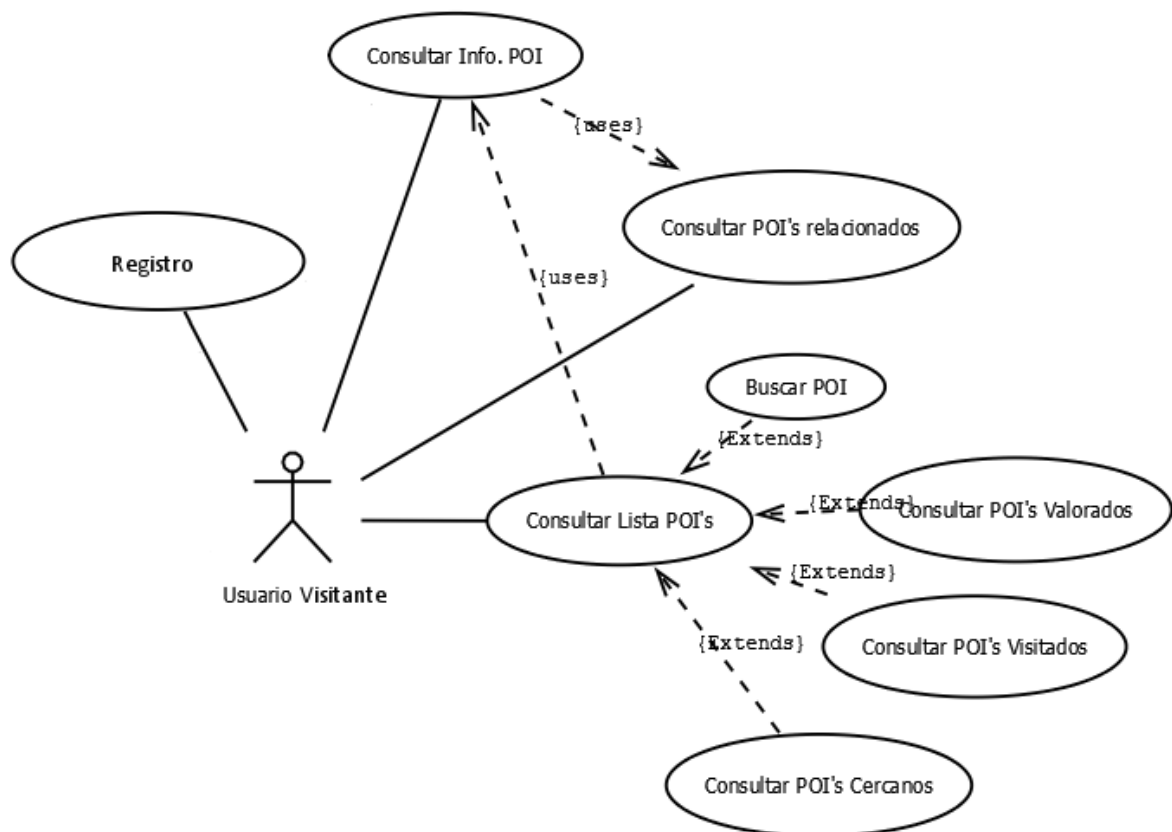 Consultar Info. POI
{uses}
Consultar POI's relacionados
Registro
{uses}
Buscar POI
{Extends}
Consultar Lista POI's
{Extends}
Consultar POI's Valorados
{Extends}
Usuario Visitante
Consultar POI's Visitados
{Extends}
Consultar POI's Cercanos